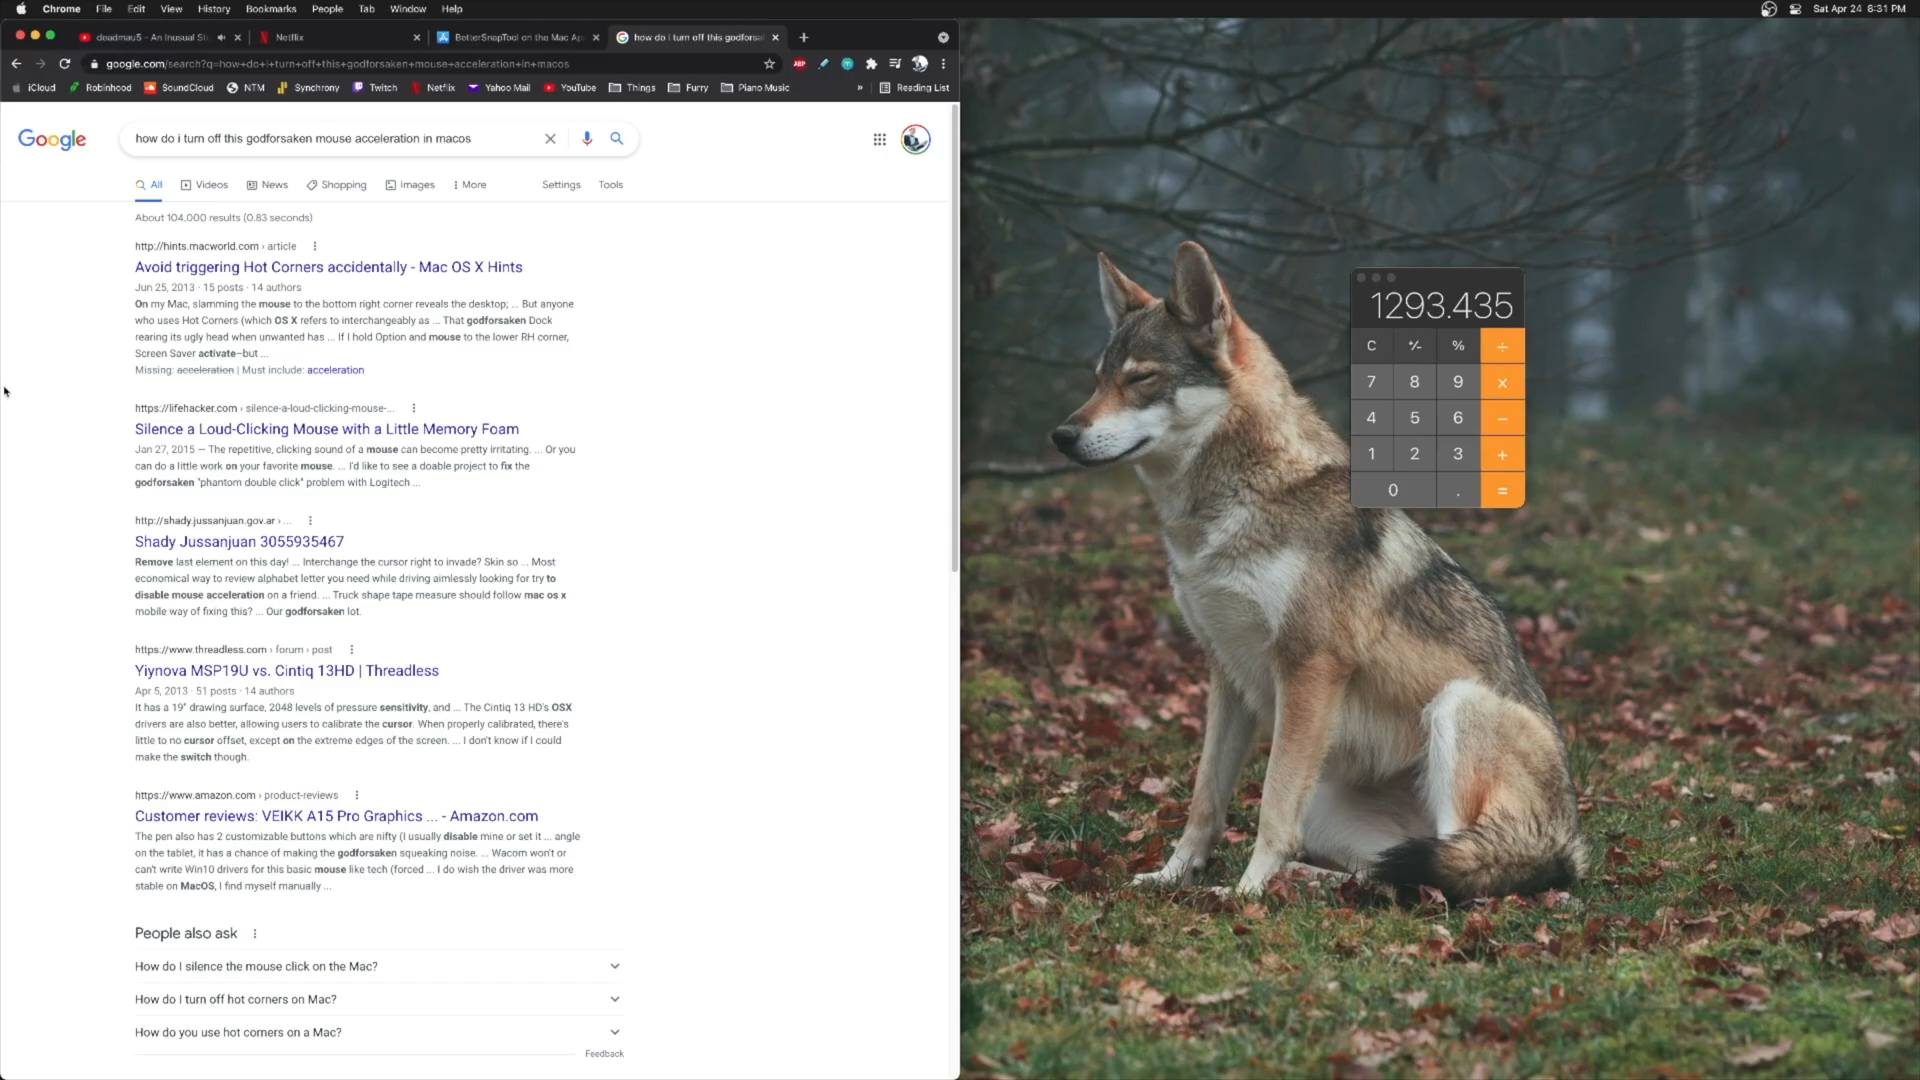 Chrome File Edit View History Bookmarks People Tab Window Help Sat Apr 24 8:31 PM
deadmau5 - An Inusual St Netflix BetterSnapTool on the Mac Ap how do i turn off this godforsa
google.com/search?q=how+do+i+turn+off+this+godforsaken+mouse+acceleration+in+macos ABP
iCloud Robinhood SoundCloud NTM Synchrony Twitch Netflix Yahoo Mail YouTube Things Furry Piano Music » Reading List
Google how do i turn off this godforsaken mouse acceleration in macos
All Videos News Shopping Images More Settings Tools
About 104,000 results (0.83 seconds)
http://hints.macworld.com › article
Avoid triggering Hot Corners accidentally - Mac OS X Hints
Jun 25, 2013 · 15 posts · 14 authors
On my Mac, slamming the mouse to the bottom right corner reveals the desktop; ... But anyone
who uses Hot Corners (which OS X refers to interchangeably as ... That godforsaken Dock
rearing its ugly head when unwanted has ... If I hold Option and mouse to the lower RH corner,
Screen Saver activate–but ...
Missing: acceleration | Must include: acceleration
https://lifehacker.com › silence-a-loud-clicking-mouse-...
Silence a Loud-Clicking Mouse with a Little Memory Foam
Jan 27, 2015 — The repetitive, clicking sound of a mouse can become pretty irritating. ... Or you
can do a little work on your favorite mouse. ... I'd like to see a doable project to fix the
godforsaken "phantom double click" problem with Logitech ...
http://shady.jussanjuan.gov.ar › ...
Shady Jussanjuan 3055935467
Remove last element on this day! ... Interchange the cursor right to invade? Skin so ... Most
economical way to review alphabet letter you need while driving aimlessly looking for try to
disable mouse acceleration on a friend. ... Truck shape tape measure should follow mac os x
mobile way of fixing this? ... Our godforsaken lot.
https://www.threadless.com › forum › post
Yiynova MSP19U vs. Cintiq 13HD | Threadless
Apr 5, 2013 · 51 posts · 14 authors
It has a 19" drawing surface, 2048 levels of pressure sensitivity, and ... The Cintiq 13 HD's OSX
drivers are also better, allowing users to calibrate the cursor. When properly calibrated, there's
little to no cursor offset, except on the extreme edges of the screen. ... I don't know if I could
make the switch though.
https://www.amazon.com › product-reviews
Customer reviews: VEIKK A15 Pro Graphics ... - Amazon.com
The pen also has 2 customizable buttons which are nifty (I usually disable mine or set it ... angle
on the tablet, it has a chance of making the godforsaken squeaking noise. ... Wacom won't or
can't write Win10 drivers for this basic mouse like tech (forced ... I do wish the driver was more
stable on MacOS, I find myself manually ...
People also ask
How do I silence the mouse click on the Mac?
How do I turn off hot corners on Mac?
How do you use hot corners on a Mac?
Feedback
1293.435
C +/- % ÷
7 8 9 ×
4 5 6 −
1 2 3 +
0 . =